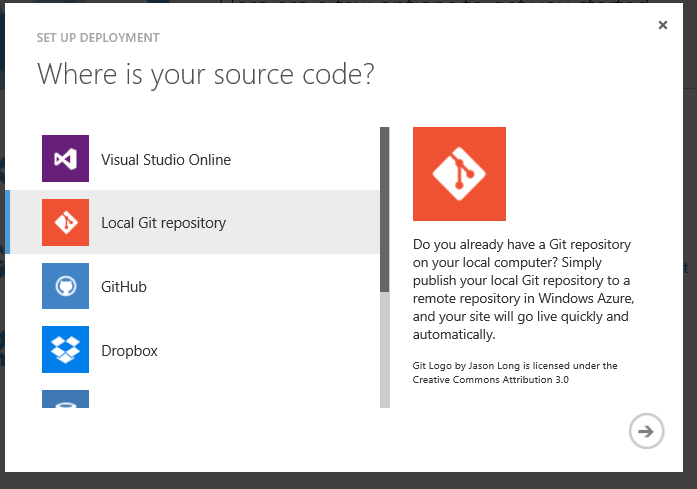 SET UP DEPLOYMENT
Where is your source code?
Visual Studio Online
Local Git repository
GitHub
Dropbox
Do you already have a Git repository
on your local computer? Simply
publish your local Git repository to a
remote repository in Windows Azure,
and your site will go live quickly and
automatically.
Git Logo by Jason Long is licensed under the
Creative Commons Attribution 3.0